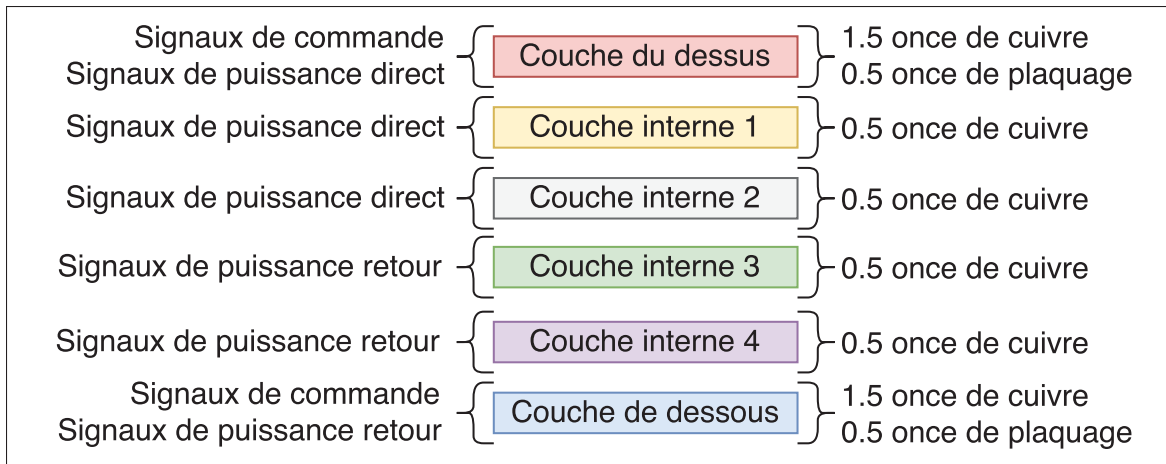 Signaux de commande
Signaux de puissance direct
Couche du dessus
1.5 once de cuivre
0.5 once de plaquage
Signaux de puissance direct
Couche interne 1
0.5 once de cuivre
Signaux de puissance direct
Couche interne 2
0.5 once de cuivre
Signaux de puissance retour
Couche interne 3
0.5 once de cuivre
Signaux de puissance retour
Couche interne 4
0.5 once de cuivre
Signaux de commande
Signaux de puissance retour
Couche de dessous
1.5 once de cuivre
0.5 once de plaquage